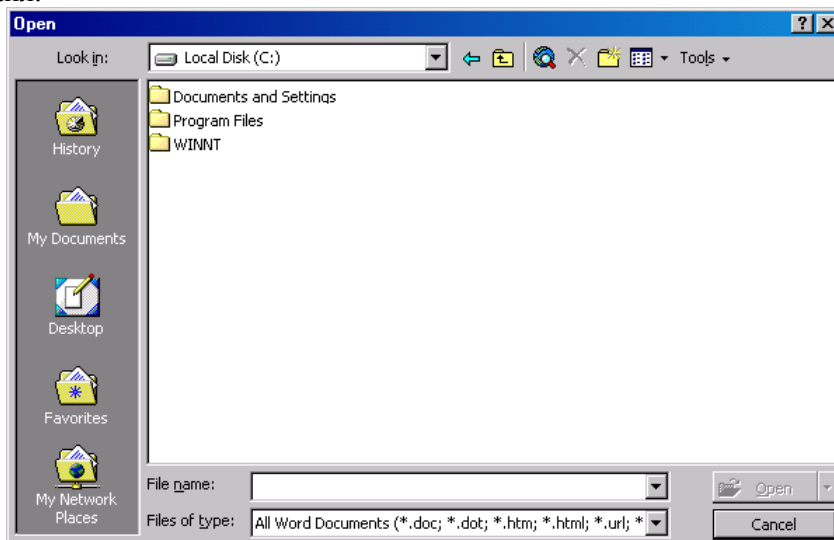 Open
Look in: Local Disk (C:) Tools
Documents and Settings
Program Files
WINNT
History
My Documents
Desktop
Favorites
My Network
Places
File name:
Open
Files of type: All Word Documents (*.doc; *.dot; *.htm; *.html; *.url; *
Cancel